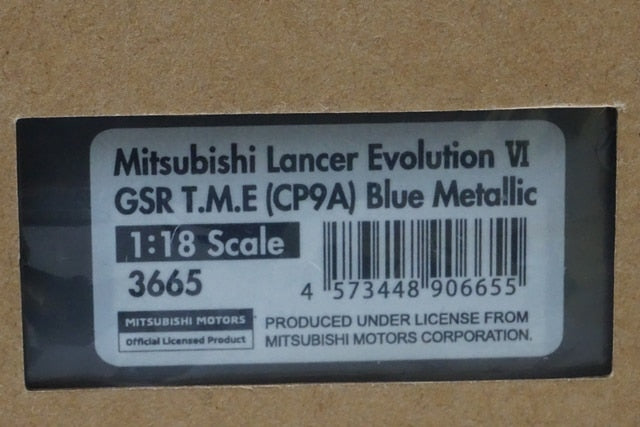 Mitsubishi Lancer Evolution Ⅵ
GSR T.M.E (CP9A) Blue Metallic
1:18 Scale
3665
4 573448 906655
MITSUBISHI MOTORS
Official Licensed Product
PRODUCED UNDER LICENSE FROM
MITSUBISHI MOTORS CORPORATION.